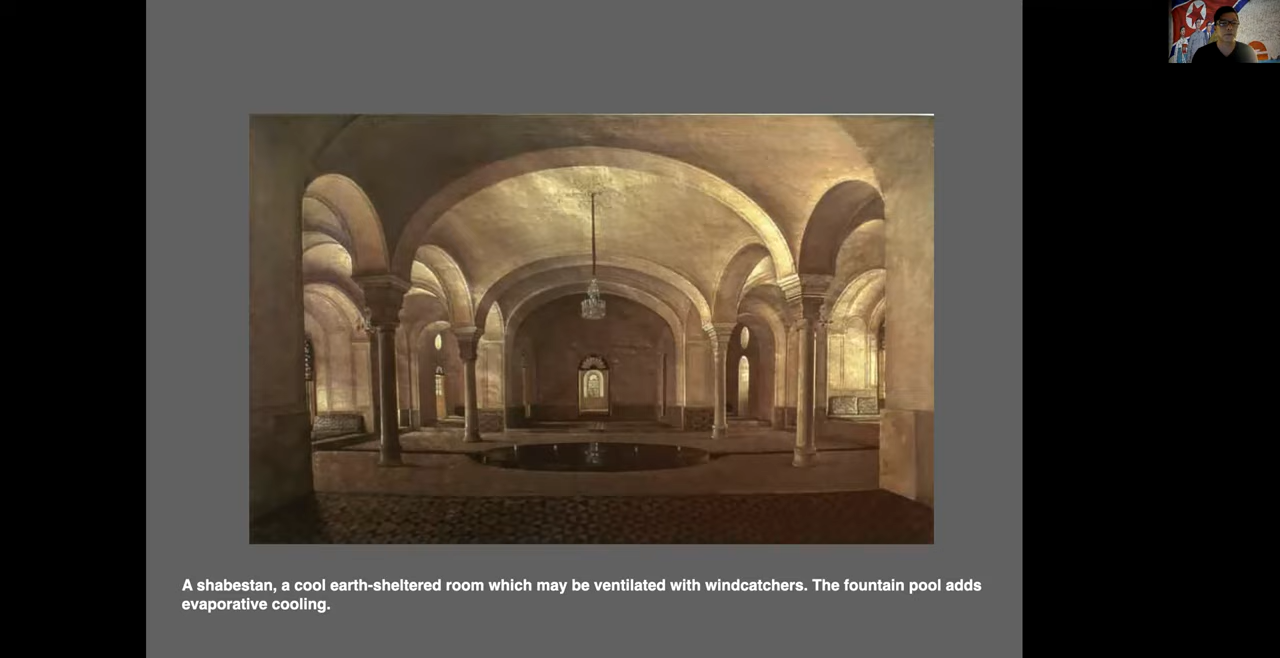 A shabestan, a cool earth-sheltered room which may be ventilated with windcatchers. The fountain pool adds
evaporative cooling.